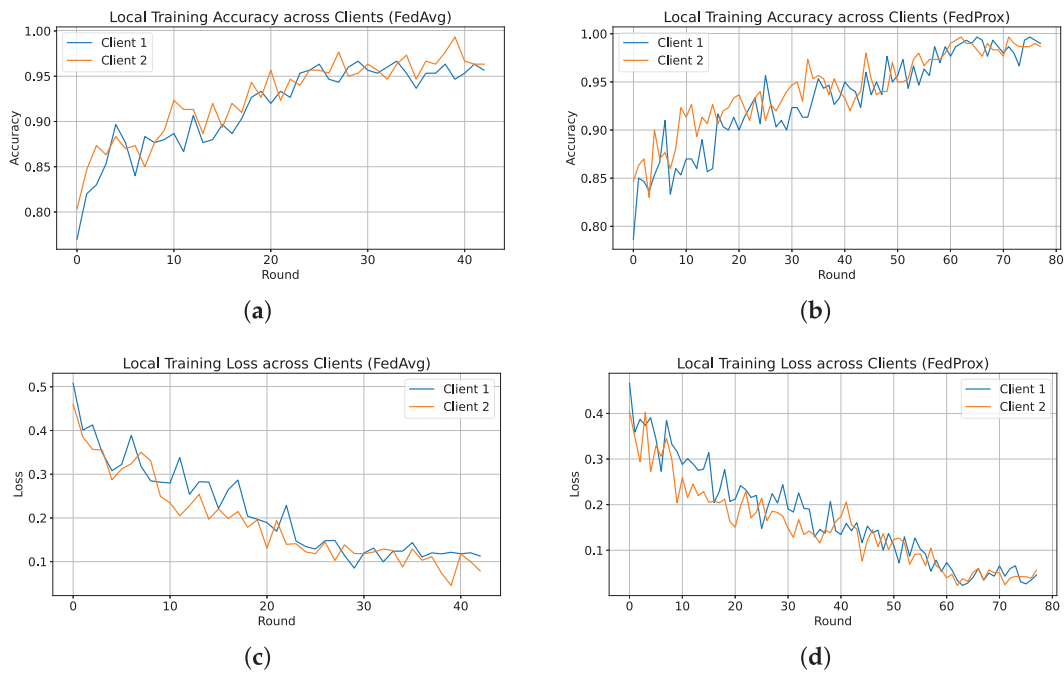 Local Training Accuracy across Clients (FedAvg)
Client 1
Client 2
1.00
0.95
0.90
0.85
0.80
Accuracy
0 10 20 30 40
Round
(a)
Local Training Accuracy across Clients (FedProx)
Client 1
Client 2
1.00
0.95
0.90
0.85
0.80
Accuracy
0 10 20 30 40 50 60 70 80
Round
(b)
Local Training Loss across Clients (FedAvg)
Client 1
Client 2
0.5
0.4
0.3
0.2
0.1
Loss
0 10 20 30 40
Round
(c)
Local Training Loss across Clients (FedProx)
Client 1
Client 2
0.4
0.3
0.2
0.1
Loss
0 10 20 30 40 50 60 70 80
Round
(d)